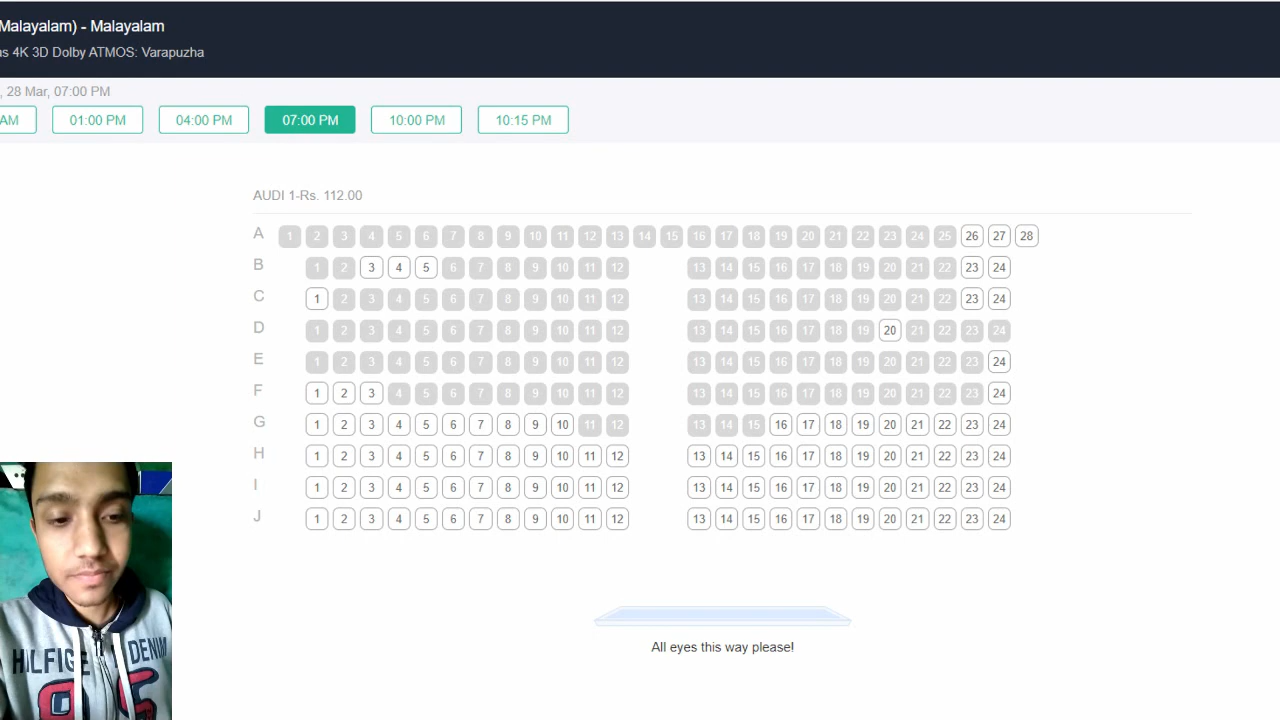 Malayalam) - Malayalam
as 4K 3D Dolby ATMOS: Varapuzha
, 28 Mar, 07:00 PM
AM 01:00 PM 04:00 PM 07:00 PM 10:00 PM 10:15 PM
AUDI 1-Rs. 112.00
A 1 2 3 4 5 6 7 8 9 10 11 12 13 14 15 16 17 18 19 20 21 22 23 24 25 26 27 28
B 1 2 3 4 5 6 7 8 9 10 11 12 13 14 15 16 17 18 19 20 21 22 23 24
C 1 2 3 4 5 6 7 8 9 10 11 12 13 14 15 16 17 18 19 20 21 22 23 24
D 1 2 3 4 5 6 7 8 9 10 11 12 13 14 15 16 17 18 19 20 21 22 23 24
E 1 2 3 4 5 6 7 8 9 10 11 12 13 14 15 16 17 18 19 20 21 22 23 24
F 1 2 3 4 5 6 7 8 9 10 11 12 13 14 15 16 17 18 19 20 21 22 23 24
G 1 2 3 4 5 6 7 8 9 10 11 12 13 14 15 16 17 18 19 20 21 22 23 24
H 1 2 3 4 5 6 7 8 9 10 11 12 13 14 15 16 17 18 19 20 21 22 23 24
I 1 2 3 4 5 6 7 8 9 10 11 12 13 14 15 16 17 18 19 20 21 22 23 24
J 1 2 3 4 5 6 7 8 9 10 11 12 13 14 15 16 17 18 19 20 21 22 23 24
All eyes this way please!
HILFIGE DENIM